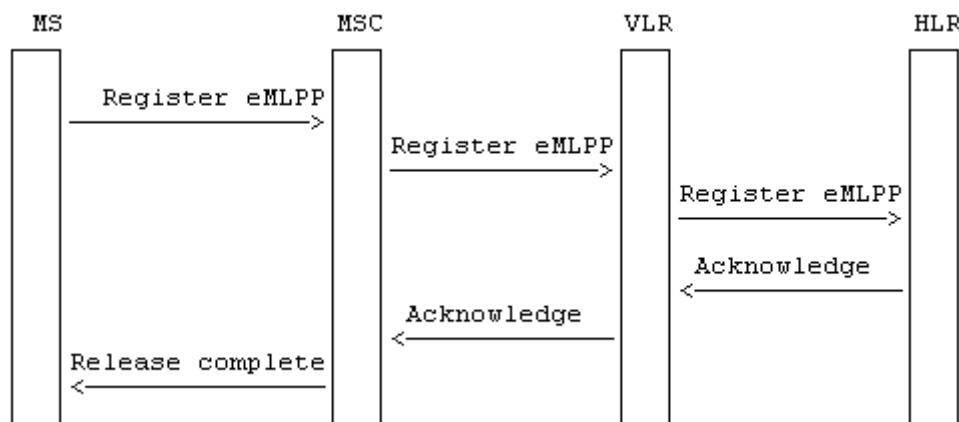 MS MSC VLR HLR
Register eMLPP
Register eMLPP
Register eMLPP
Acknowledge
Acknowledge
Release complete